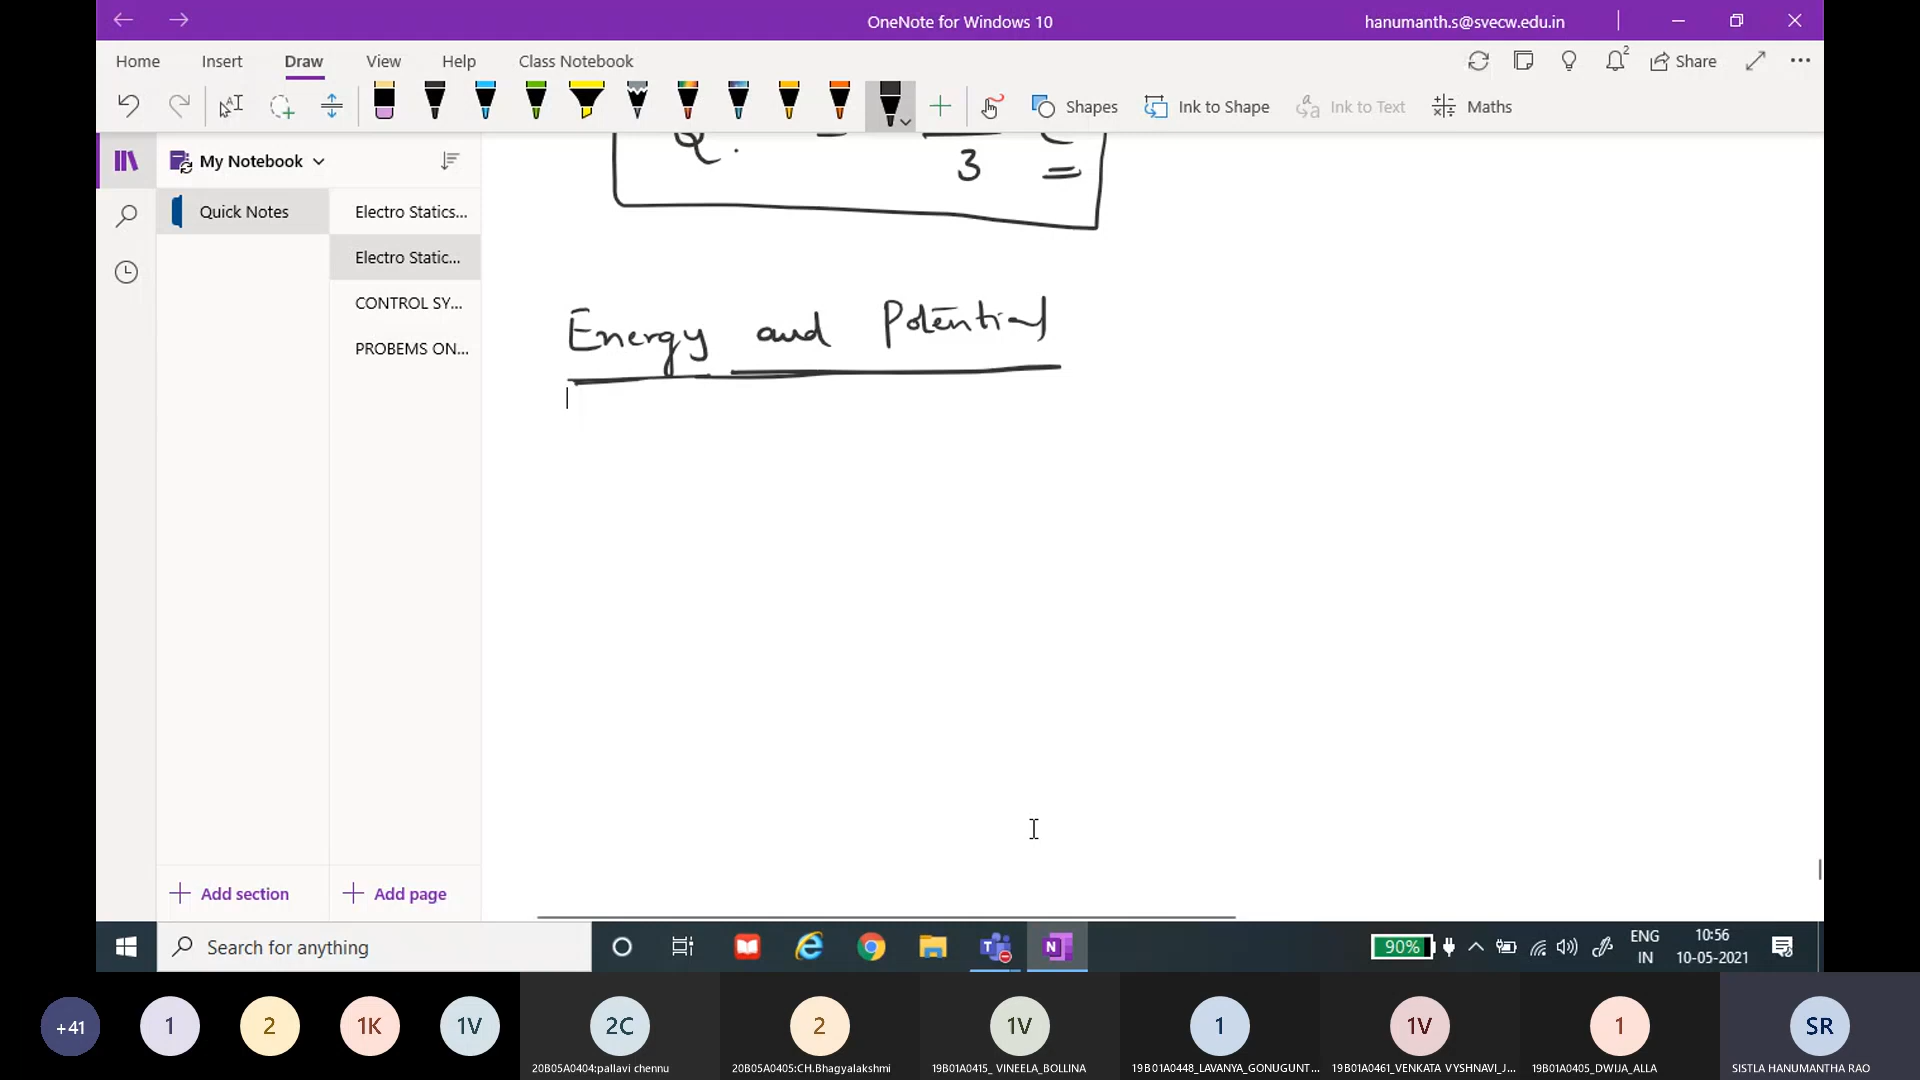 OneNote for Windows 10
hanumanth.s@svecw.edu.in
Home Insert Draw View Help Class Notebook
2
Share
Shapes Ink to Shape Ink to Text Maths
My Notebook
Quick Notes
Electro Statics...
Electro Static...
CONTROL SY...
PROBEMS ON...
Q. =
3
Energy and Potential
Add section
Add page
Search for anything
90%
ENG
IN
10:56
10-05-2021
+41 1 2 1K 1V 2C 2 1V 1 1V 1 SR
20B05A0404:pallavi chennu
20B05A0405:CH.Bhagyalakshmi
19B01A0415_ VINEELA_BOLLINA
19B01A0448_LAVANYA_GONUGUNT...
19B01A0461_VENKATA VYSHNAVI_J...
19B01A0405_DWIJA_ALLA
SISTLA HANUMANTHA RAO